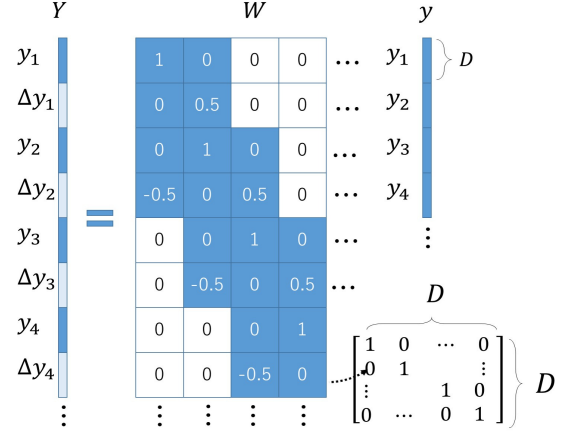 Y = W y
y₁ 1 0 0 0 … y₁ D
Δy₁ 0 0.5 0 0 … y₂
y₂ 0 1 0 0 … y₃
Δy₂ -0.5 0 0.5 0 … y₄
y₃ 0 0 1 0 … ⋮
Δy₃ 0 -0.5 0 0.5 …
y₄ 0 0 0 1
Δy₄ 0 0 -0.5 0
⋮ ⋮ ⋮ ⋮ ⋮
D
1 0 … 0
0 1 ⋮
⋮ 1 0
0 … 0 1
D